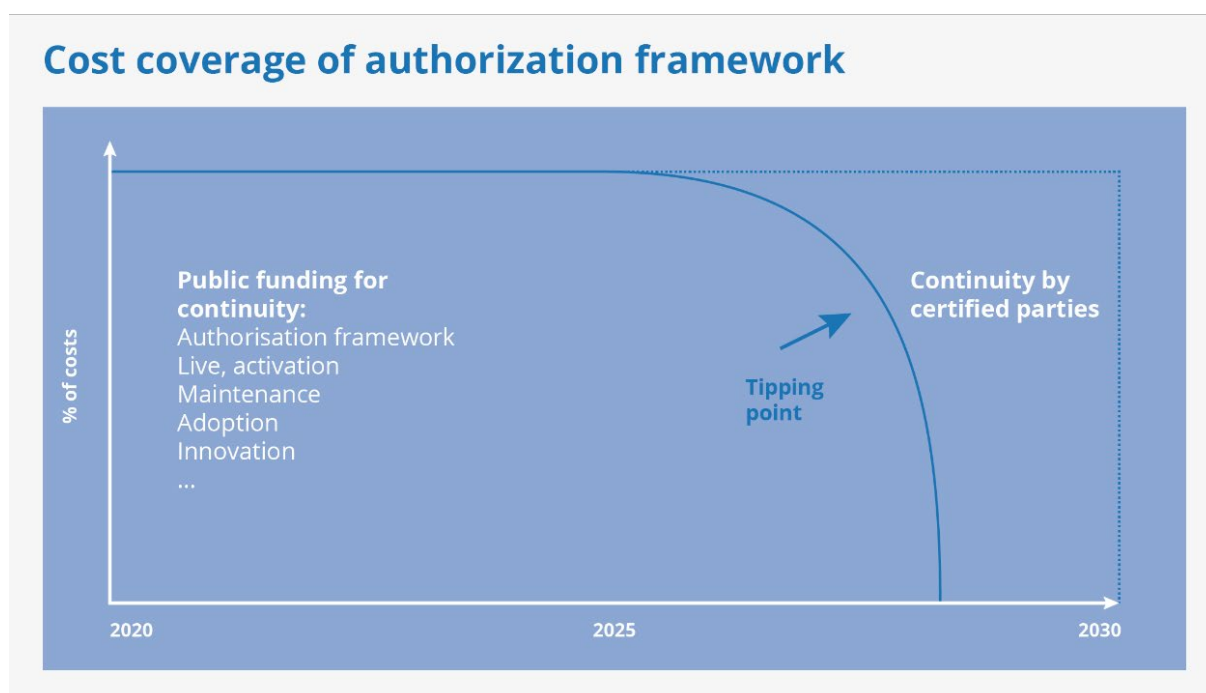 Cost coverage of authorization framework
% of costs
Public funding for
continuity:
Authorisation framework
Live, activation
Maintenance
Adoption
Innovation
...
Tipping
point
Continuity by
certified parties
2020
2025
2030